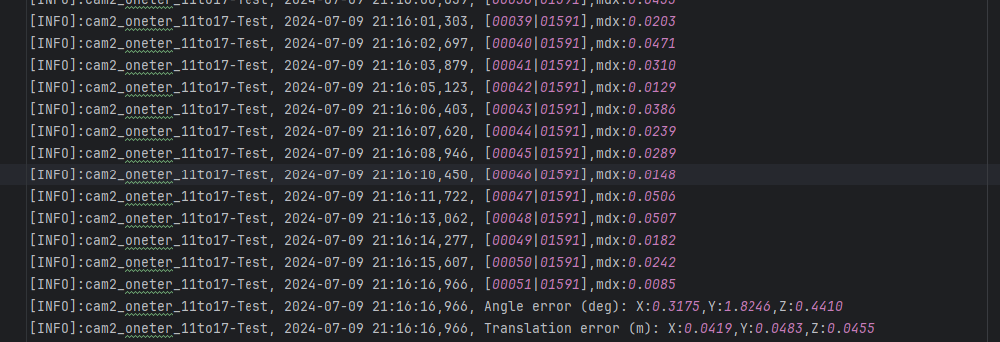 [INFO]:cam2_oneter_11to17-Test, 2024-07-09 21:16:01,303, [00039|01591],mdx:0.0203
[INFO]:cam2_oneter_11to17-Test, 2024-07-09 21:16:02,697, [00040|01591],mdx:0.0471
[INFO]:cam2_oneter_11to17-Test, 2024-07-09 21:16:03,879, [00041|01591],mdx:0.0310
[INFO]:cam2_oneter_11to17-Test, 2024-07-09 21:16:05,123, [00042|01591],mdx:0.0129
[INFO]:cam2_oneter_11to17-Test, 2024-07-09 21:16:06,403, [00043|01591],mdx:0.0386
[INFO]:cam2_oneter_11to17-Test, 2024-07-09 21:16:07,620, [00044|01591],mdx:0.0239
[INFO]:cam2_oneter_11to17-Test, 2024-07-09 21:16:08,946, [00045|01591],mdx:0.0289
[INFO]:cam2_oneter_11to17-Test, 2024-07-09 21:16:10,450, [00046|01591],mdx:0.0148
[INFO]:cam2_oneter_11to17-Test, 2024-07-09 21:16:11,722, [00047|01591],mdx:0.0506
[INFO]:cam2_oneter_11to17-Test, 2024-07-09 21:16:13,062, [00048|01591],mdx:0.0507
[INFO]:cam2_oneter_11to17-Test, 2024-07-09 21:16:14,277, [00049|01591],mdx:0.0182
[INFO]:cam2_oneter_11to17-Test, 2024-07-09 21:16:15,607, [00050|01591],mdx:0.0242
[INFO]:cam2_oneter_11to17-Test, 2024-07-09 21:16:16,966, [00051|01591],mdx:0.0085
[INFO]:cam2_oneter_11to17-Test, 2024-07-09 21:16:16,966, Angle error (deg): X:0.3175,Y:1.8246,Z:0.4410
[INFO]:cam2_oneter_11to17-Test, 2024-07-09 21:16:16,966, Translation error (m): X:0.0419,Y:0.0483,Z:0.0455